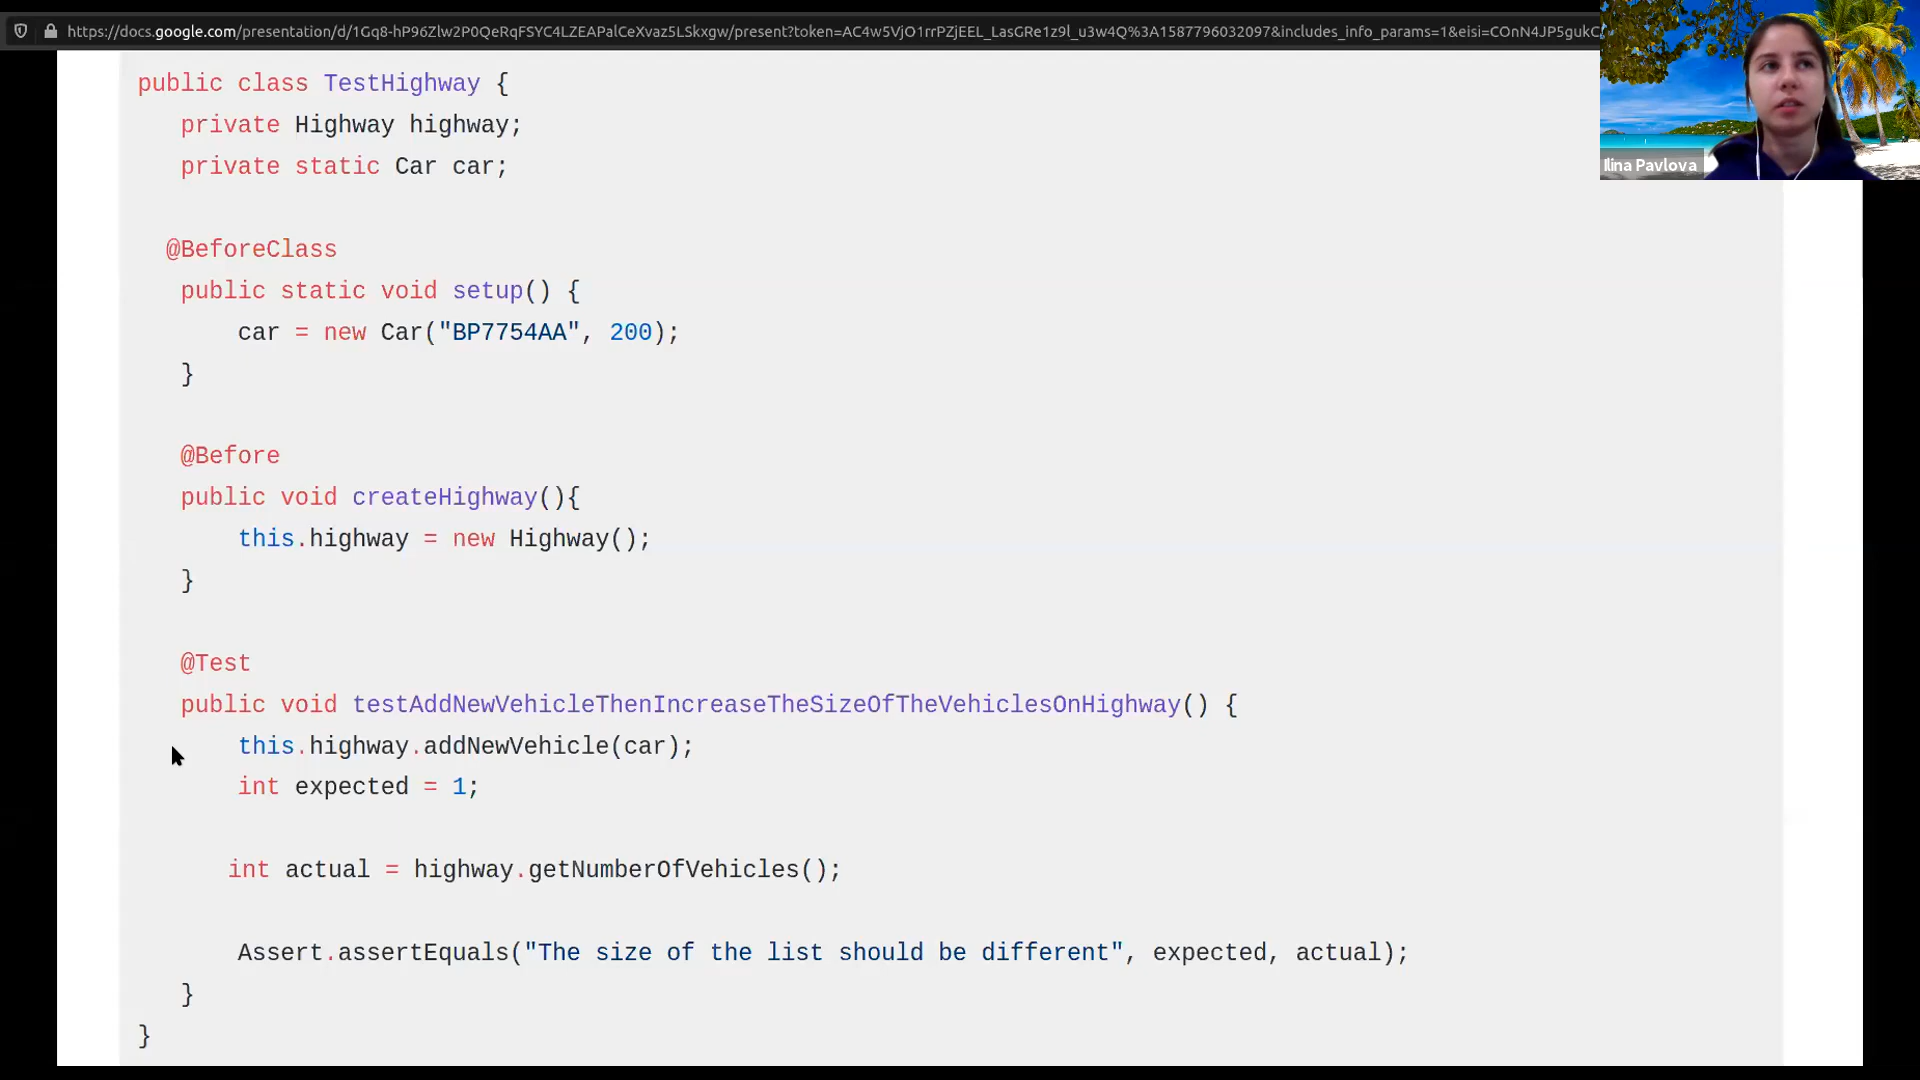 https://docs.google.com/presentation/d/1Gq8-hP96Zlw2P0QeRqFSYC4LZEAPalCeXvaz5LSkxgw/present?token=AC4w5VjO1rrPZjEEL_LasGRe1z9l_u3w4Q%3A1587796032097&includes_info_params=1&eisi=COnN4JP5gukC
Ilina Pavlova
public class TestHighway {
private Highway highway;
private static Car car;
@BeforeClass
public static void setup() {
car = new Car("BP7754AA", 200);
}
@Before
public void createHighway(){
this.highway = new Highway();
}
@Test
public void testAddNewVehicleThenIncreaseTheSizeOfTheVehiclesOnHighway() {
this.highway.addNewVehicle(car);
int expected = 1;
int actual = highway.getNumberOfVehicles();
Assert.assertEquals("The size of the list should be different", expected, actual);
}
}